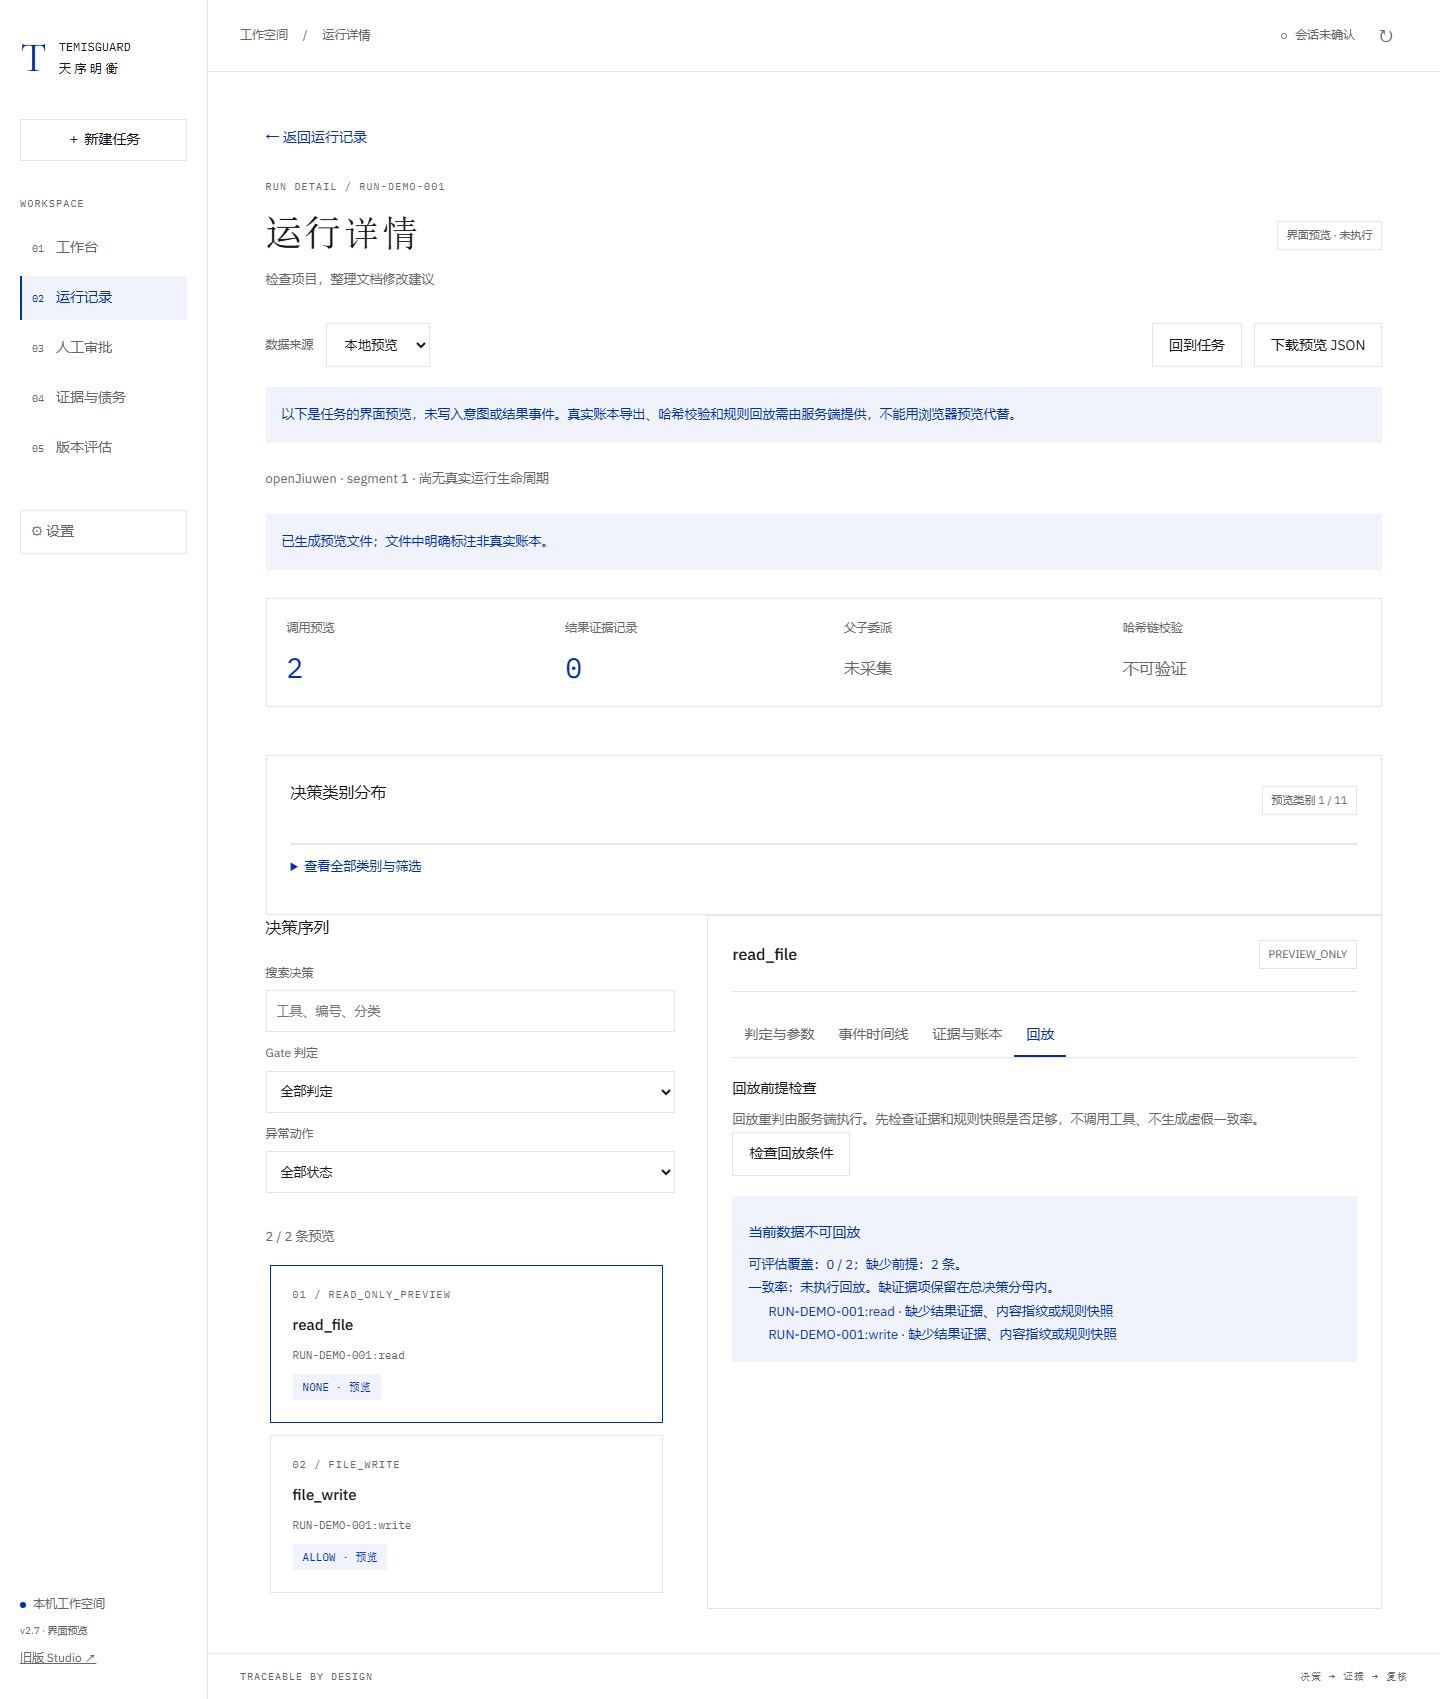 T
TEMISGUARD
天序明衡
+ 新建任务
WORKSPACE
01 工作台
02 运行记录
03 人工审批
04 证据与债务
05 版本评估
⚙ 设置
本机工作空间
v2.7 · 界面预览
旧版 Studio ↗
工作空间 / 运行详情
会话未确认 ↻
← 返回运行记录
RUN DETAIL / RUN-DEMO-001
运行详情
界面预览 · 未执行
检查项目，整理文档修改建议
数据来源 本地预览
回到任务 下载预览 JSON
以下是任务的界面预览，未写入意图或结果事件。真实账本导出、哈希校验和规则回放需由服务端提供，不能用浏览器预览代替。
openJiuwen · segment 1 · 尚无真实运行生命周期
已生成预览文件；文件中明确标注非真实账本。
调用预览 结果证据记录 父子委派 哈希链校验
2 0 未采集 不可验证
决策类别分布
预览类别 1 / 11
▶ 查看全部类别与筛选
决策序列
搜索决策
工具、编号、分类
Gate 判定
全部判定
异常动作
全部状态
2 / 2 条预览
01 / READ_ONLY_PREVIEW
read_file
RUN-DEMO-001:read
NONE · 预览
02 / FILE_WRITE
file_write
RUN-DEMO-001:write
ALLOW · 预览
read_file
PREVIEW_ONLY
判定与参数 事件时间线 证据与账本 回放
回放前提检查
回放重判由服务端执行。先检查证据和规则快照是否足够，不调用工具、不生成虚假一致率。
检查回放条件
当前数据不可回放
可评估覆盖：0 / 2；缺少前提：2 条。
一致率：未执行回放。缺证据项保留在总决策分母内。
RUN-DEMO-001:read · 缺少结果证据、内容指纹或规则快照
RUN-DEMO-001:write · 缺少结果证据、内容指纹或规则快照
TRACEABLE BY DESIGN
决策 → 证据 → 复核